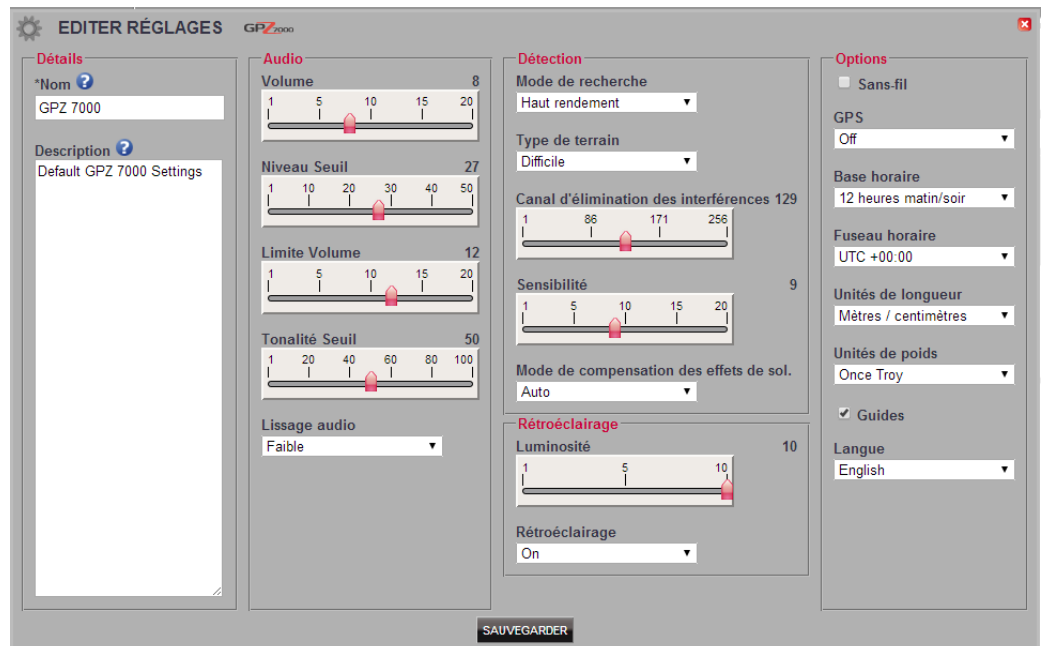 EDITER RÉGLAGES GPZ7000
Détails
*Nom ?
GPZ 7000
Description ?
Default GPZ 7000 Settings
Audio
Volume 8
1 5 10 15 20
Niveau Seuil 27
1 10 20 30 40 50
Limite Volume 12
1 5 10 15 20
Tonalité Seuil 50
1 20 40 60 80 100
Lissage audio
Faible
Détection
Mode de recherche
Haut rendement
Type de terrain
Difficile
Canal d'élimination des interférences 129
1 86 171 256
Sensibilité 9
1 5 10 15 20
Mode de compensation des effets de sol.
Auto
Rétroéclairage
Luminosité 10
1 5 10
Rétroéclairage
On
Options
Sans-fil
GPS
Off
Base horaire
12 heures matin/soir
Fuseau horaire
UTC +00:00
Unités de longueur
Mètres / centimètres
Unités de poids
Once Troy
Guides
Langue
English
SAUVEGARDER